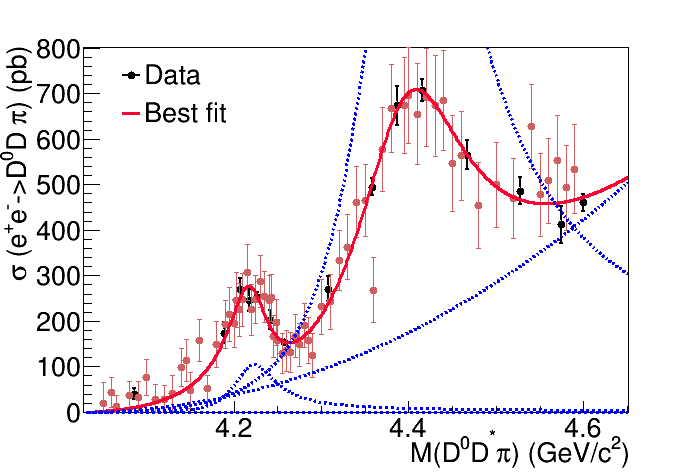 σ (e⁺e⁻->D⁰D π) (pb)
800
700
600
500
400
300
200
100
0
Data
Best fit
4.2 4.4 4.6
M(D⁰D*π) (GeV/c²)